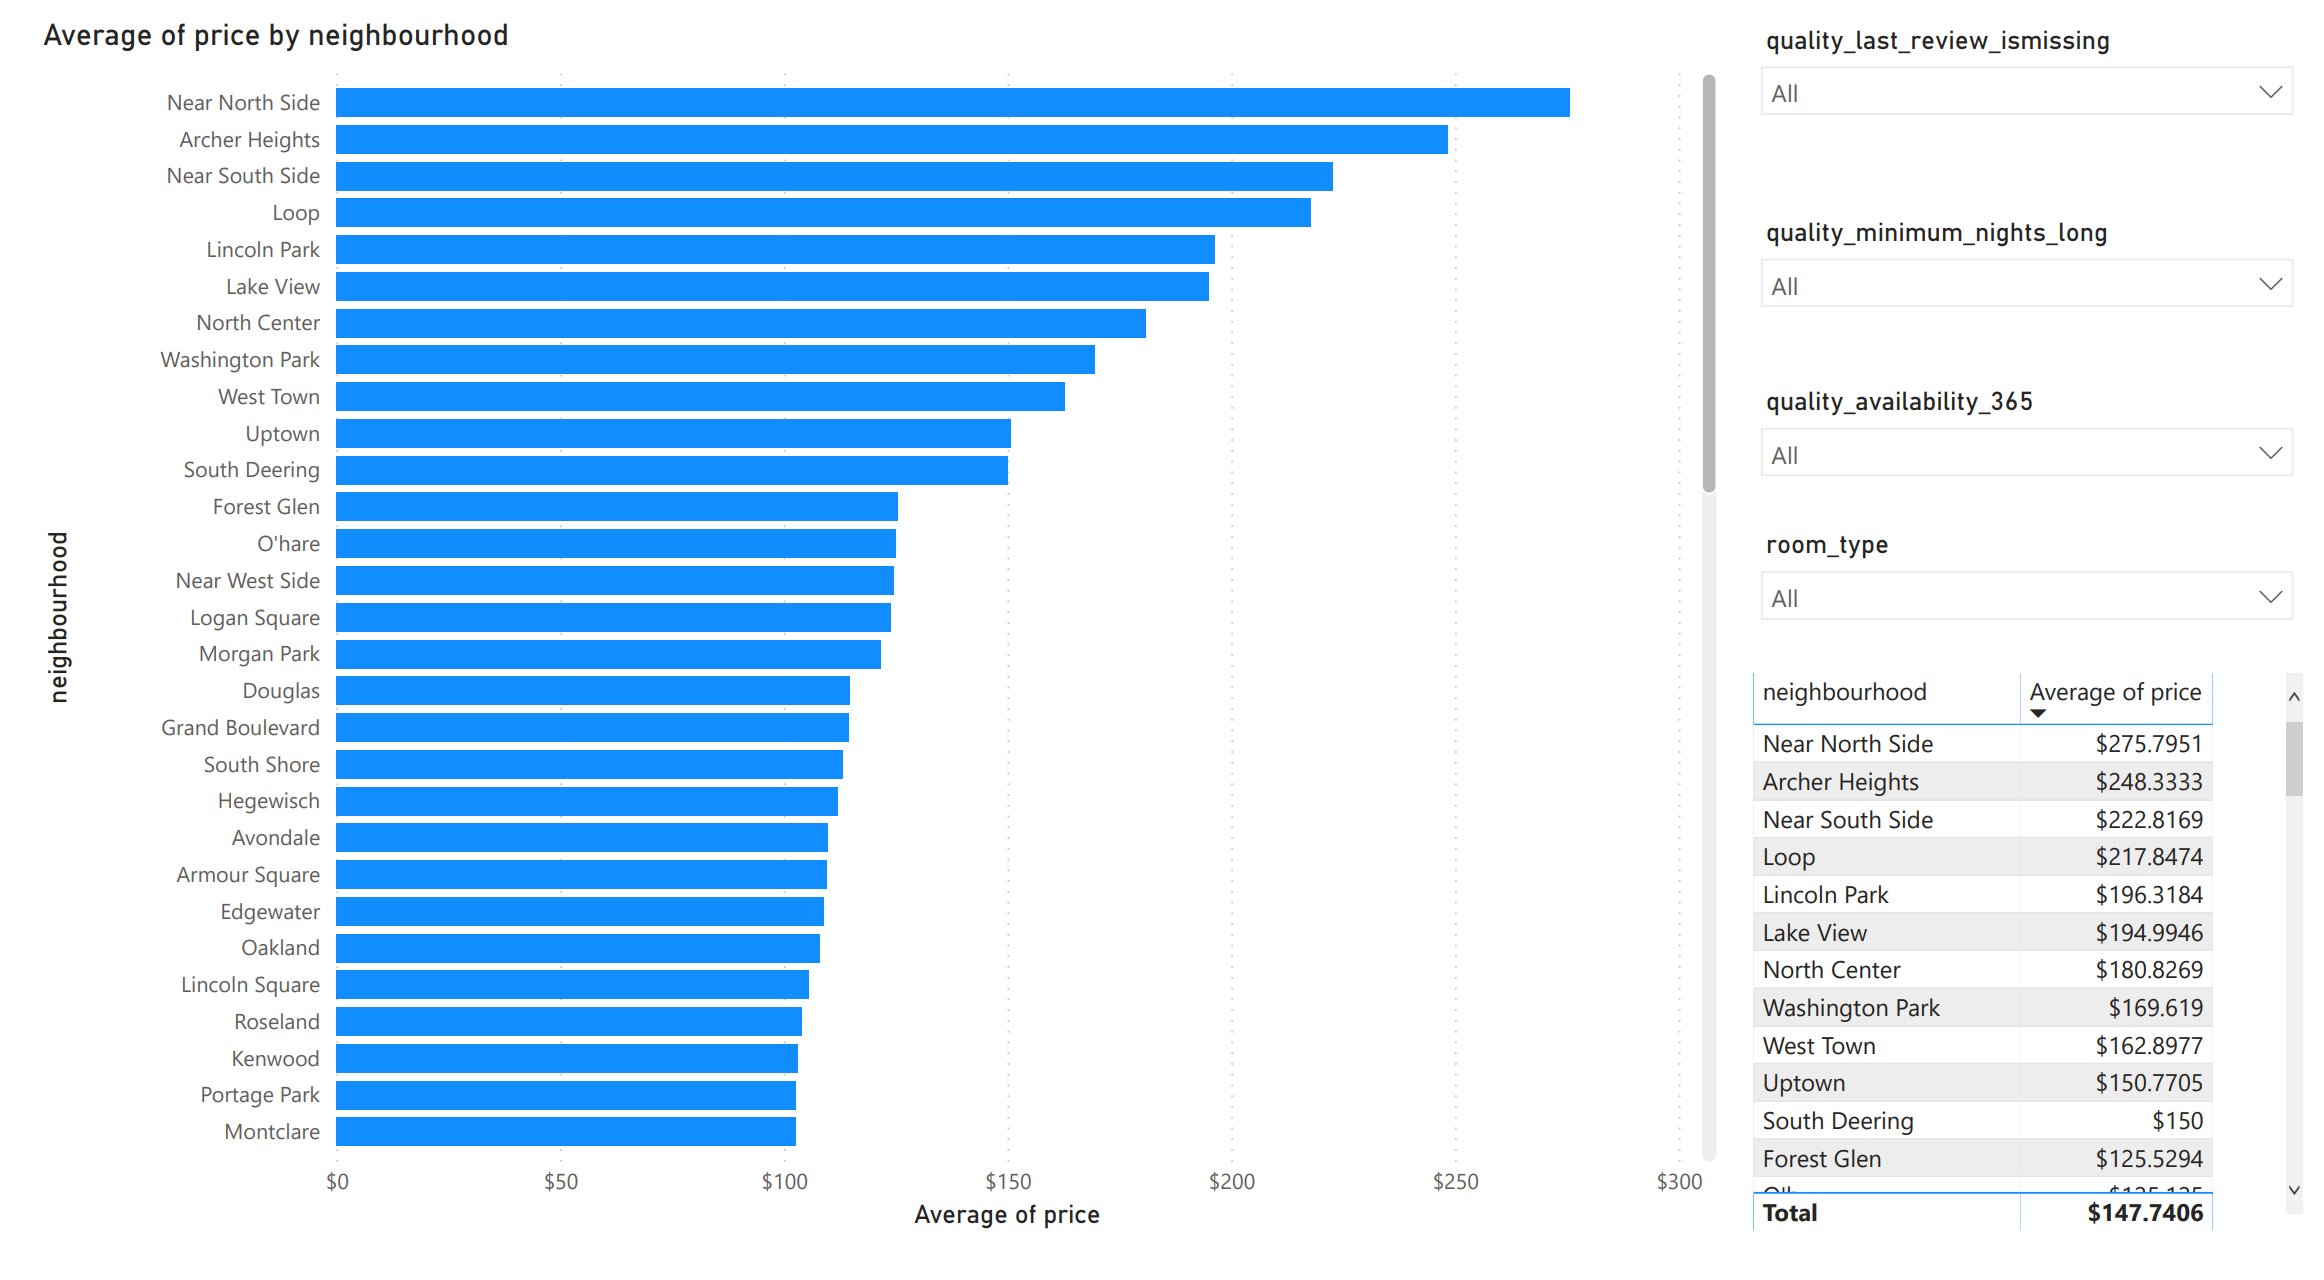 Average of price by neighbourhood
neighbourhood
Near North Side
Archer Heights
Near South Side
Loop
Lincoln Park
Lake View
North Center
Washington Park
West Town
Uptown
South Deering
Forest Glen
O'hare
Near West Side
Logan Square
Morgan Park
Douglas
Grand Boulevard
South Shore
Hegewisch
Avondale
Armour Square
Edgewater
Oakland
Lincoln Square
Roseland
Kenwood
Portage Park
Montclare
$0 $50 $100 $150 $200 $250 $300
Average of price
quality_last_review_ismissing
All
quality_minimum_nights_long
All
quality_availability_365
All
room_type
All
neighbourhood Average of price
Near North Side $275.7951
Archer Heights $248.3333
Near South Side $222.8169
Loop $217.8474
Lincoln Park $196.3184
Lake View $194.9946
North Center $180.8269
Washington Park $169.619
West Town $162.8977
Uptown $150.7705
South Deering $150
Forest Glen $125.5294
Total $147.7406